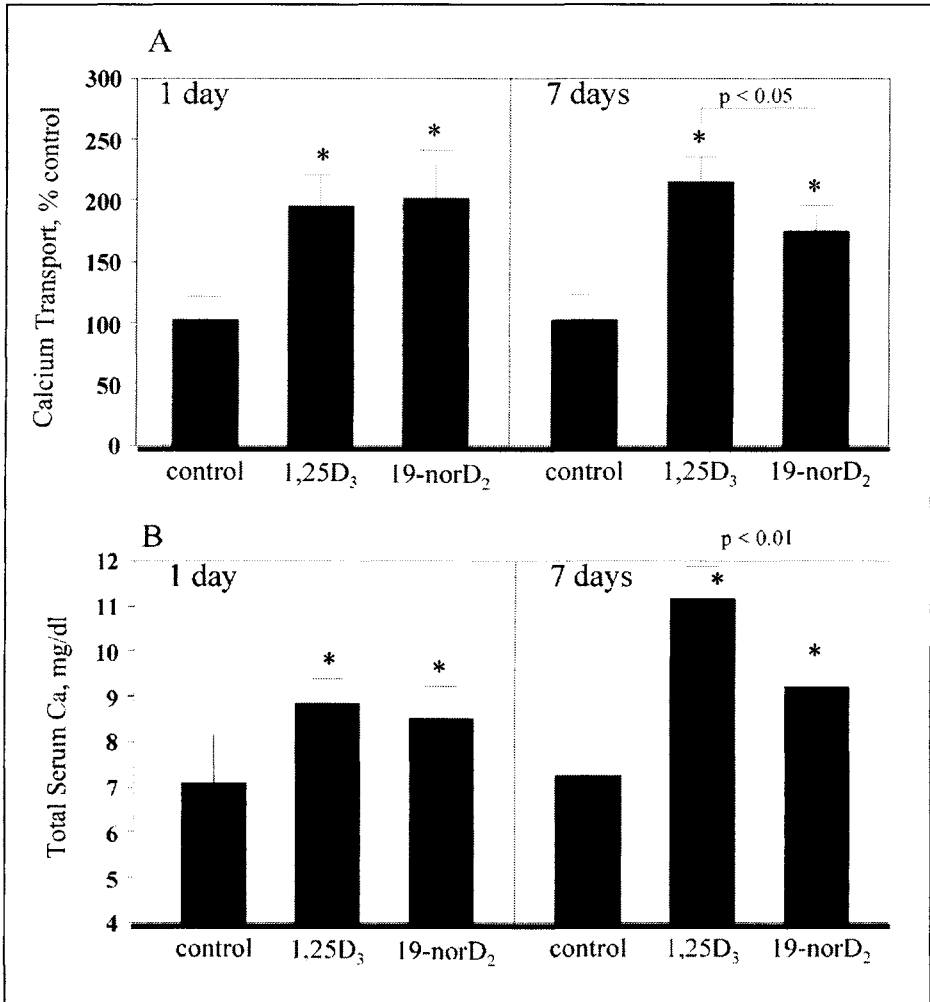 A
Calcium Transport, % control
300
250
200
150
100
50
0
1 day
7 days
p < 0.05
*
*
*
*
control
1,25D₃
19-norD₂
control
1,25D₃
19-norD₂
B
Total Serum Ca, mg/dl
12
11
10
9
8
7
6
5
4
1 day
7 days
p < 0.01
*
*
*
*
control
1,25D₃
19-norD₂
control
1,25D₃
19-norD₂